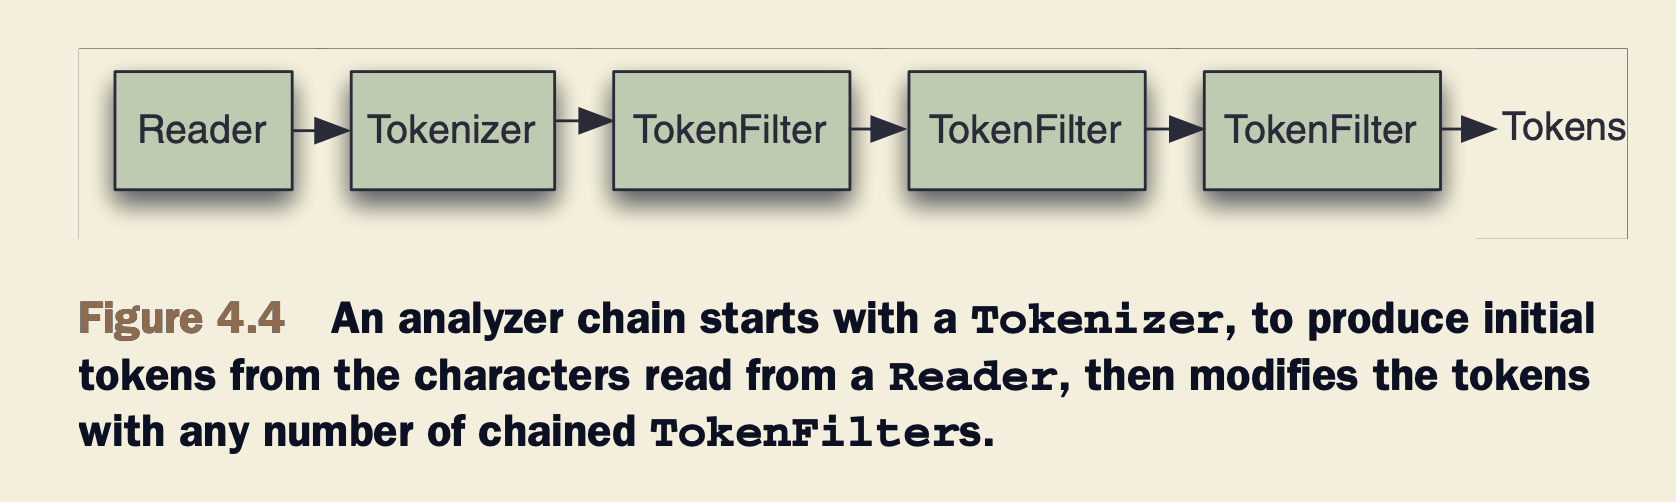 Reader Tokenizer TokenFilter TokenFilter TokenFilter Tokens
Figure 4.4 An analyzer chain starts with a Tokenizer, to produce initial
tokens from the characters read from a Reader, then modifies the tokens
with any number of chained TokenFilters.